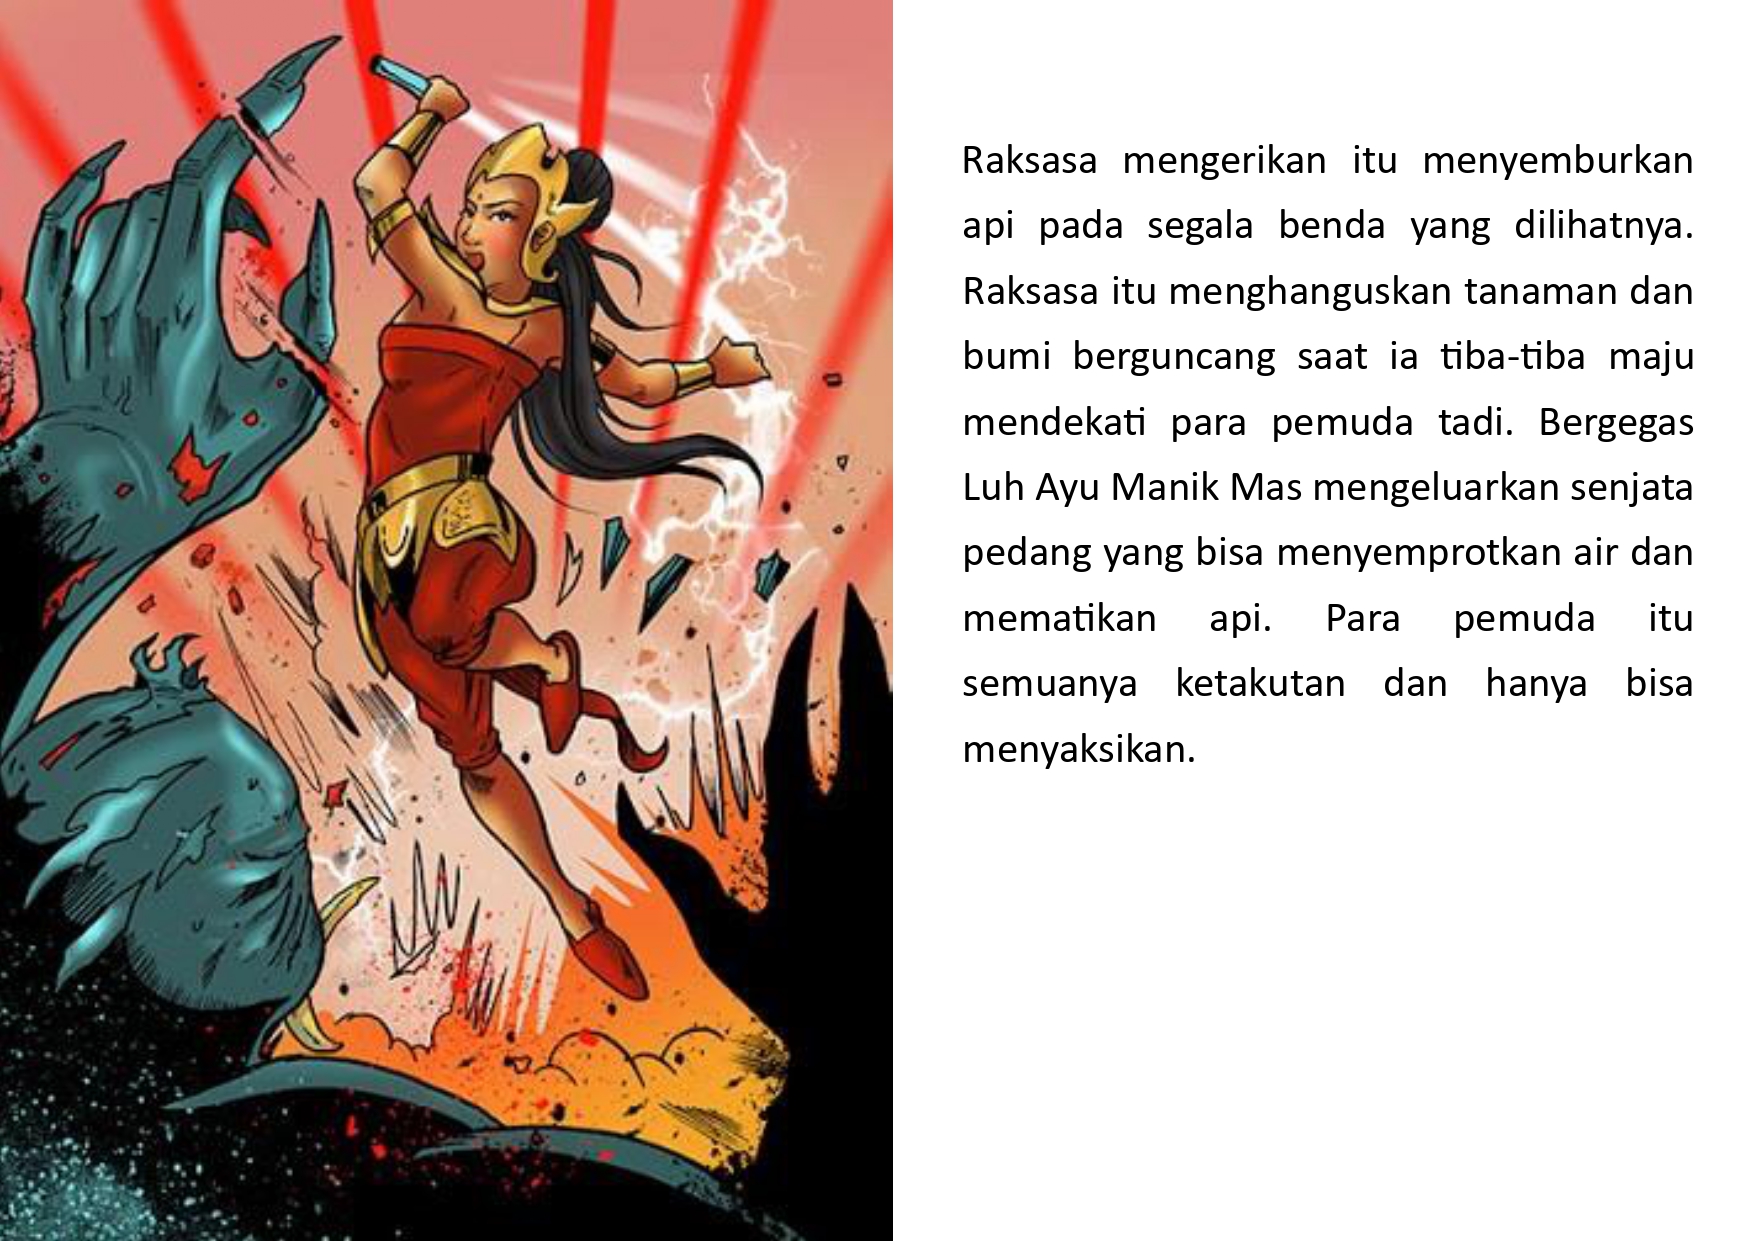 Raksasa mengerikan itu menyemburkan
api pada segala benda yang dilihatnya.
Raksasa itu menghanguskan tanaman dan
bumi berguncang saat ia tiba-tiba maju
mendekati para pemuda tadi. Bergegas
Luh Ayu Manik Mas mengeluarkan senjata
pedang yang bisa menyemprotkan air dan
mematikan api. Para pemuda itu
semuanya ketakutan dan hanya bisa
menyaksikan.